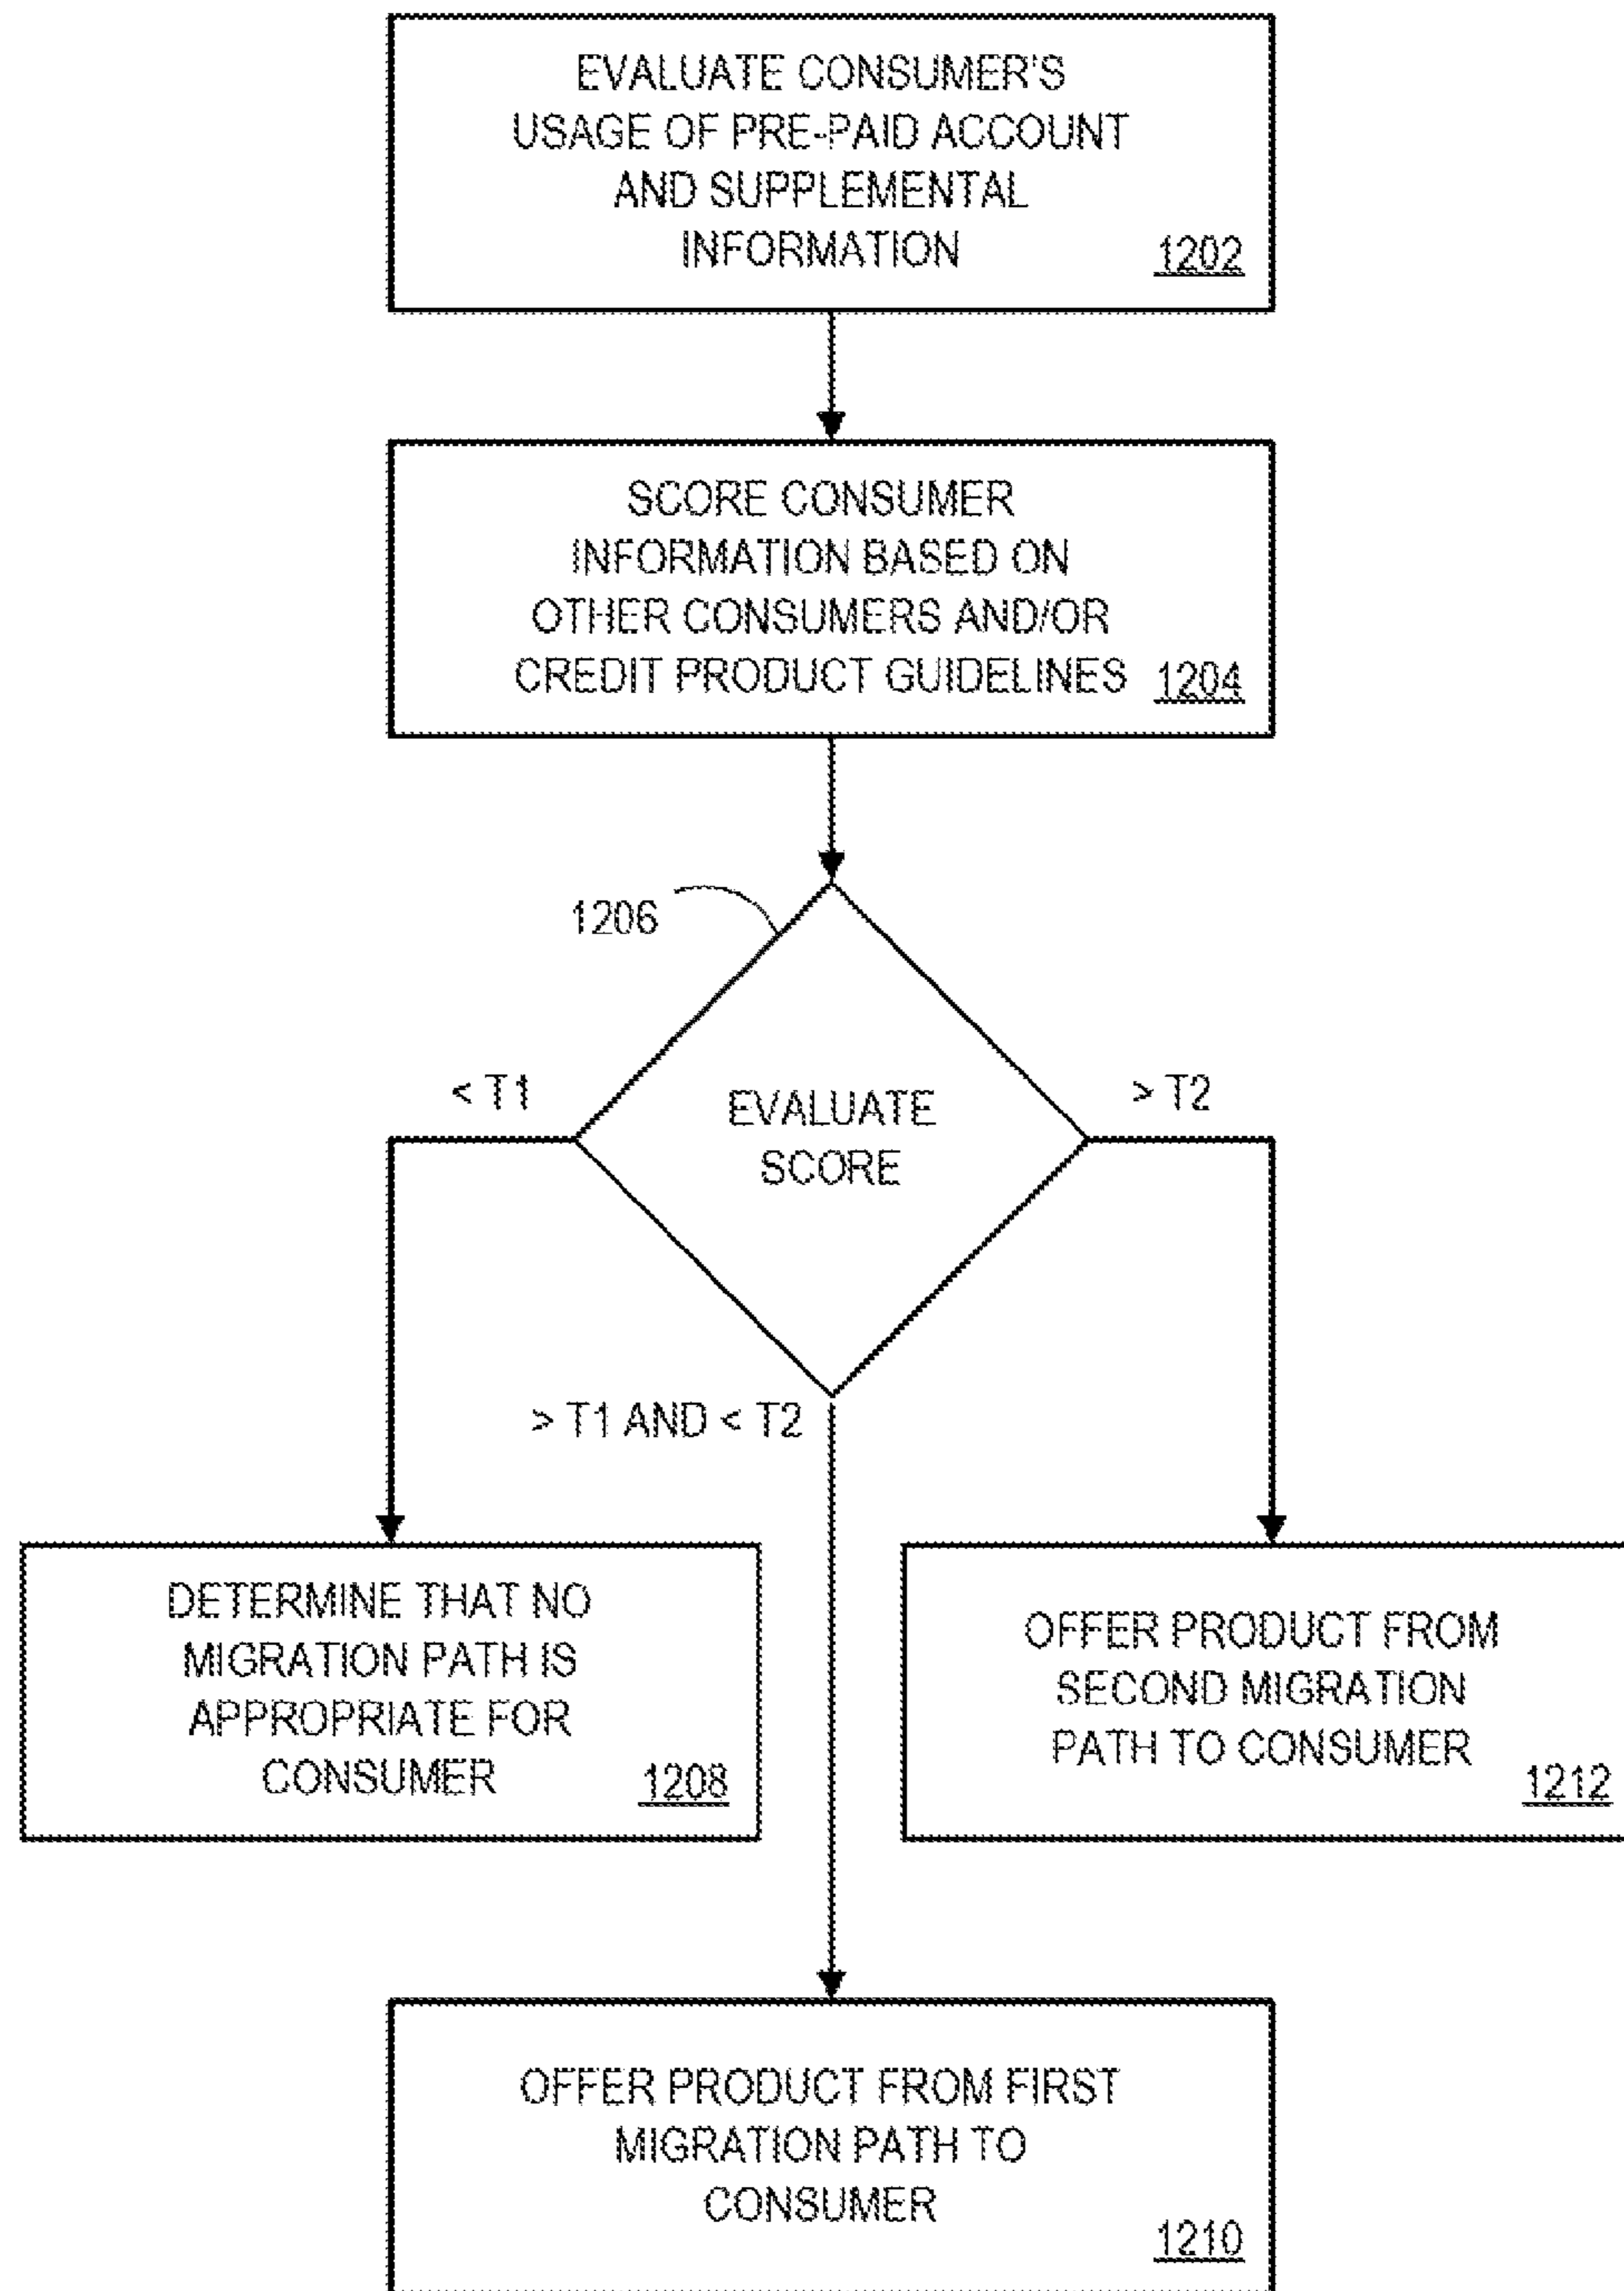 EVALUATE CONSUMER'S
USAGE OF PRE-PAID ACCOUNT
AND SUPPLEMENTAL
INFORMATION
1202
SCORE CONSUMER
INFORMATION BASED ON
OTHER CONSUMERS AND/OR
CREDIT PRODUCT GUIDELINES
1204
1206
< T1
EVALUATE
SCORE
> T2
> T1 AND < T2
DETERMINE THAT NO
MIGRATION PATH IS
APPROPRIATE FOR
CONSUMER
1208
OFFER PRODUCT FROM
SECOND MIGRATION
PATH TO CONSUMER
1212
OFFER PRODUCT FROM FIRST
MIGRATION PATH TO
CONSUMER
1210